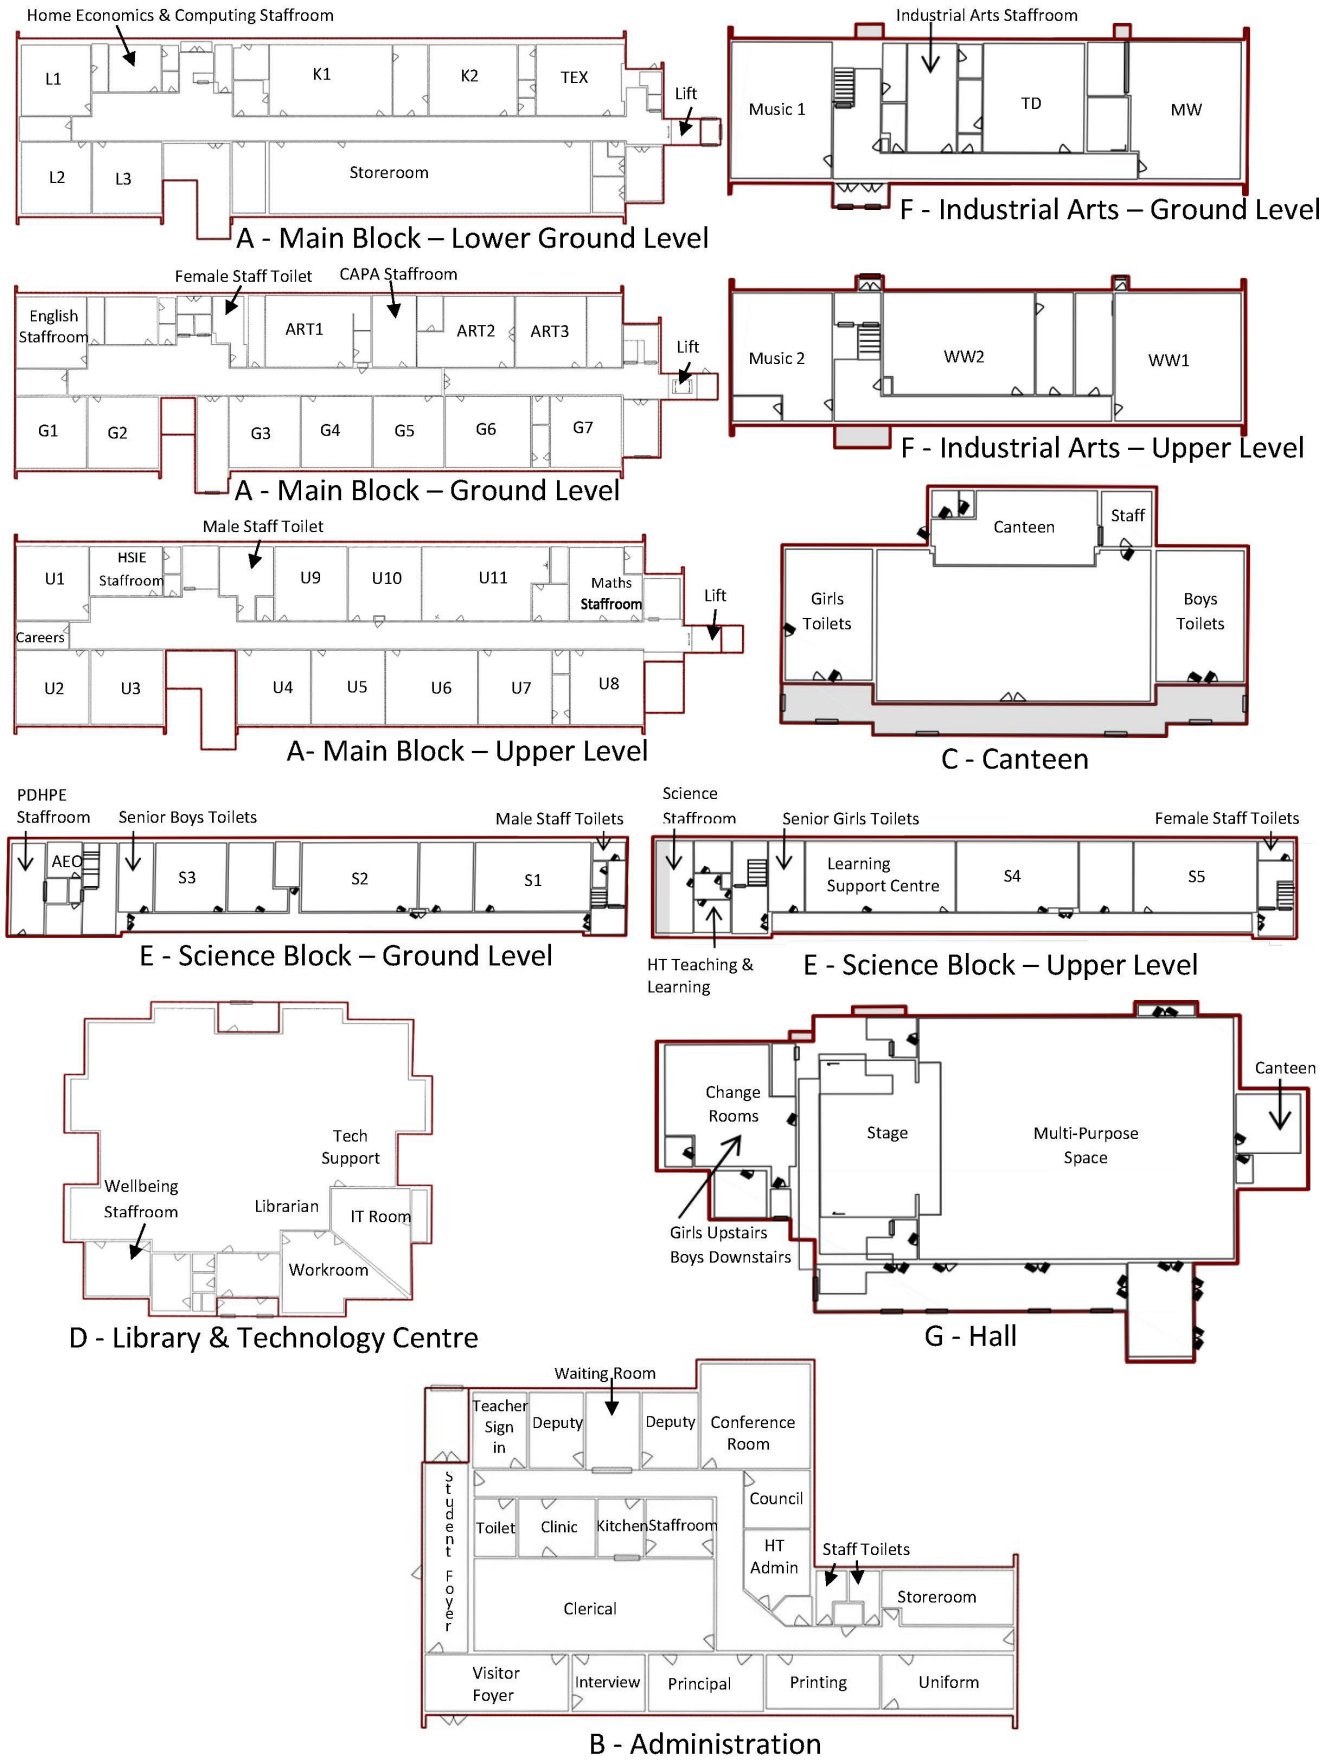 Home Economics & Computing Staffroom
L1
K1
K2
TEX
Lift
L2
L3
Storeroom
A - Main Block – Lower Ground Level
Industrial Arts Staffroom
Music 1
TD
MW
F - Industrial Arts – Ground Level
Female Staff Toilet
CAPA Staffroom
English
Staffroom
ART1
ART2
ART3
Lift
G1
G2
G3
G4
G5
G6
G7
A - Main Block – Ground Level
Music 2
WW2
WW1
F - Industrial Arts – Upper Level
Male Staff Toilet
U1
HSIE
Staffroom
U9
U10
U11
Maths
Staffroom
Lift
Careers
U2
U3
U4
U5
U6
U7
U8
A- Main Block – Upper Level
Canteen
Staff
Girls
Toilets
Boys
Toilets
C - Canteen
PDHPE
Staffroom
Senior Boys Toilets
Male Staff Toilets
AEO
S3
S2
S1
E - Science Block – Ground Level
Science
Staffroom
Senior Girls Toilets
Female Staff Toilets
Learning
Support Centre
S4
S5
HT Teaching &
Learning
E - Science Block – Upper Level
Tech
Support
Wellbeing
Staffroom
Librarian
IT Room
Workroom
D - Library & Technology Centre
Change
Rooms
Stage
Multi-Purpose
Space
Canteen
Girls Upstairs
Boys Downstairs
G - Hall
Waiting Room
Teacher
Sign
in
Deputy
Deputy
Conference
Room
Student Foyer
Council
Toilet
Clinic
Kitchen
Staffroom
HT
Admin
Staff Toilets
Storeroom
Clerical
Visitor
Foyer
Interview
Principal
Printing
Uniform
B - Administration